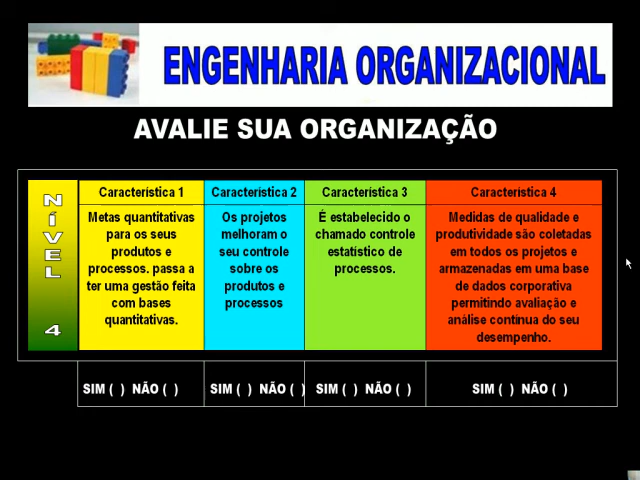 ENGENHARIA ORGANIZACIONAL
AVALIE SUA ORGANIZAÇÃO
NÍVEL 4
Característica 1
Metas quantitativas
para os seus
produtos e
processos. passa a
ter uma gestão feita
com bases
quantitativas.
Característica 2
Os projetos
melhoram o
seu controle
sobre os
produtos e
processos
Característica 3
É estabelecido o
chamado controle
estatístico de
processos.
Característica 4
Medidas de qualidade e
produtividade são coletadas
em todos os projetos e
armazenadas em uma base
de dados corporativa
permitindo avaliação e
análise contínua do seu
desempenho.
SIM ( ) NÃO ( )
SIM ( ) NÃO ( )
SIM ( ) NÃO ( )
SIM ( ) NÃO ( )